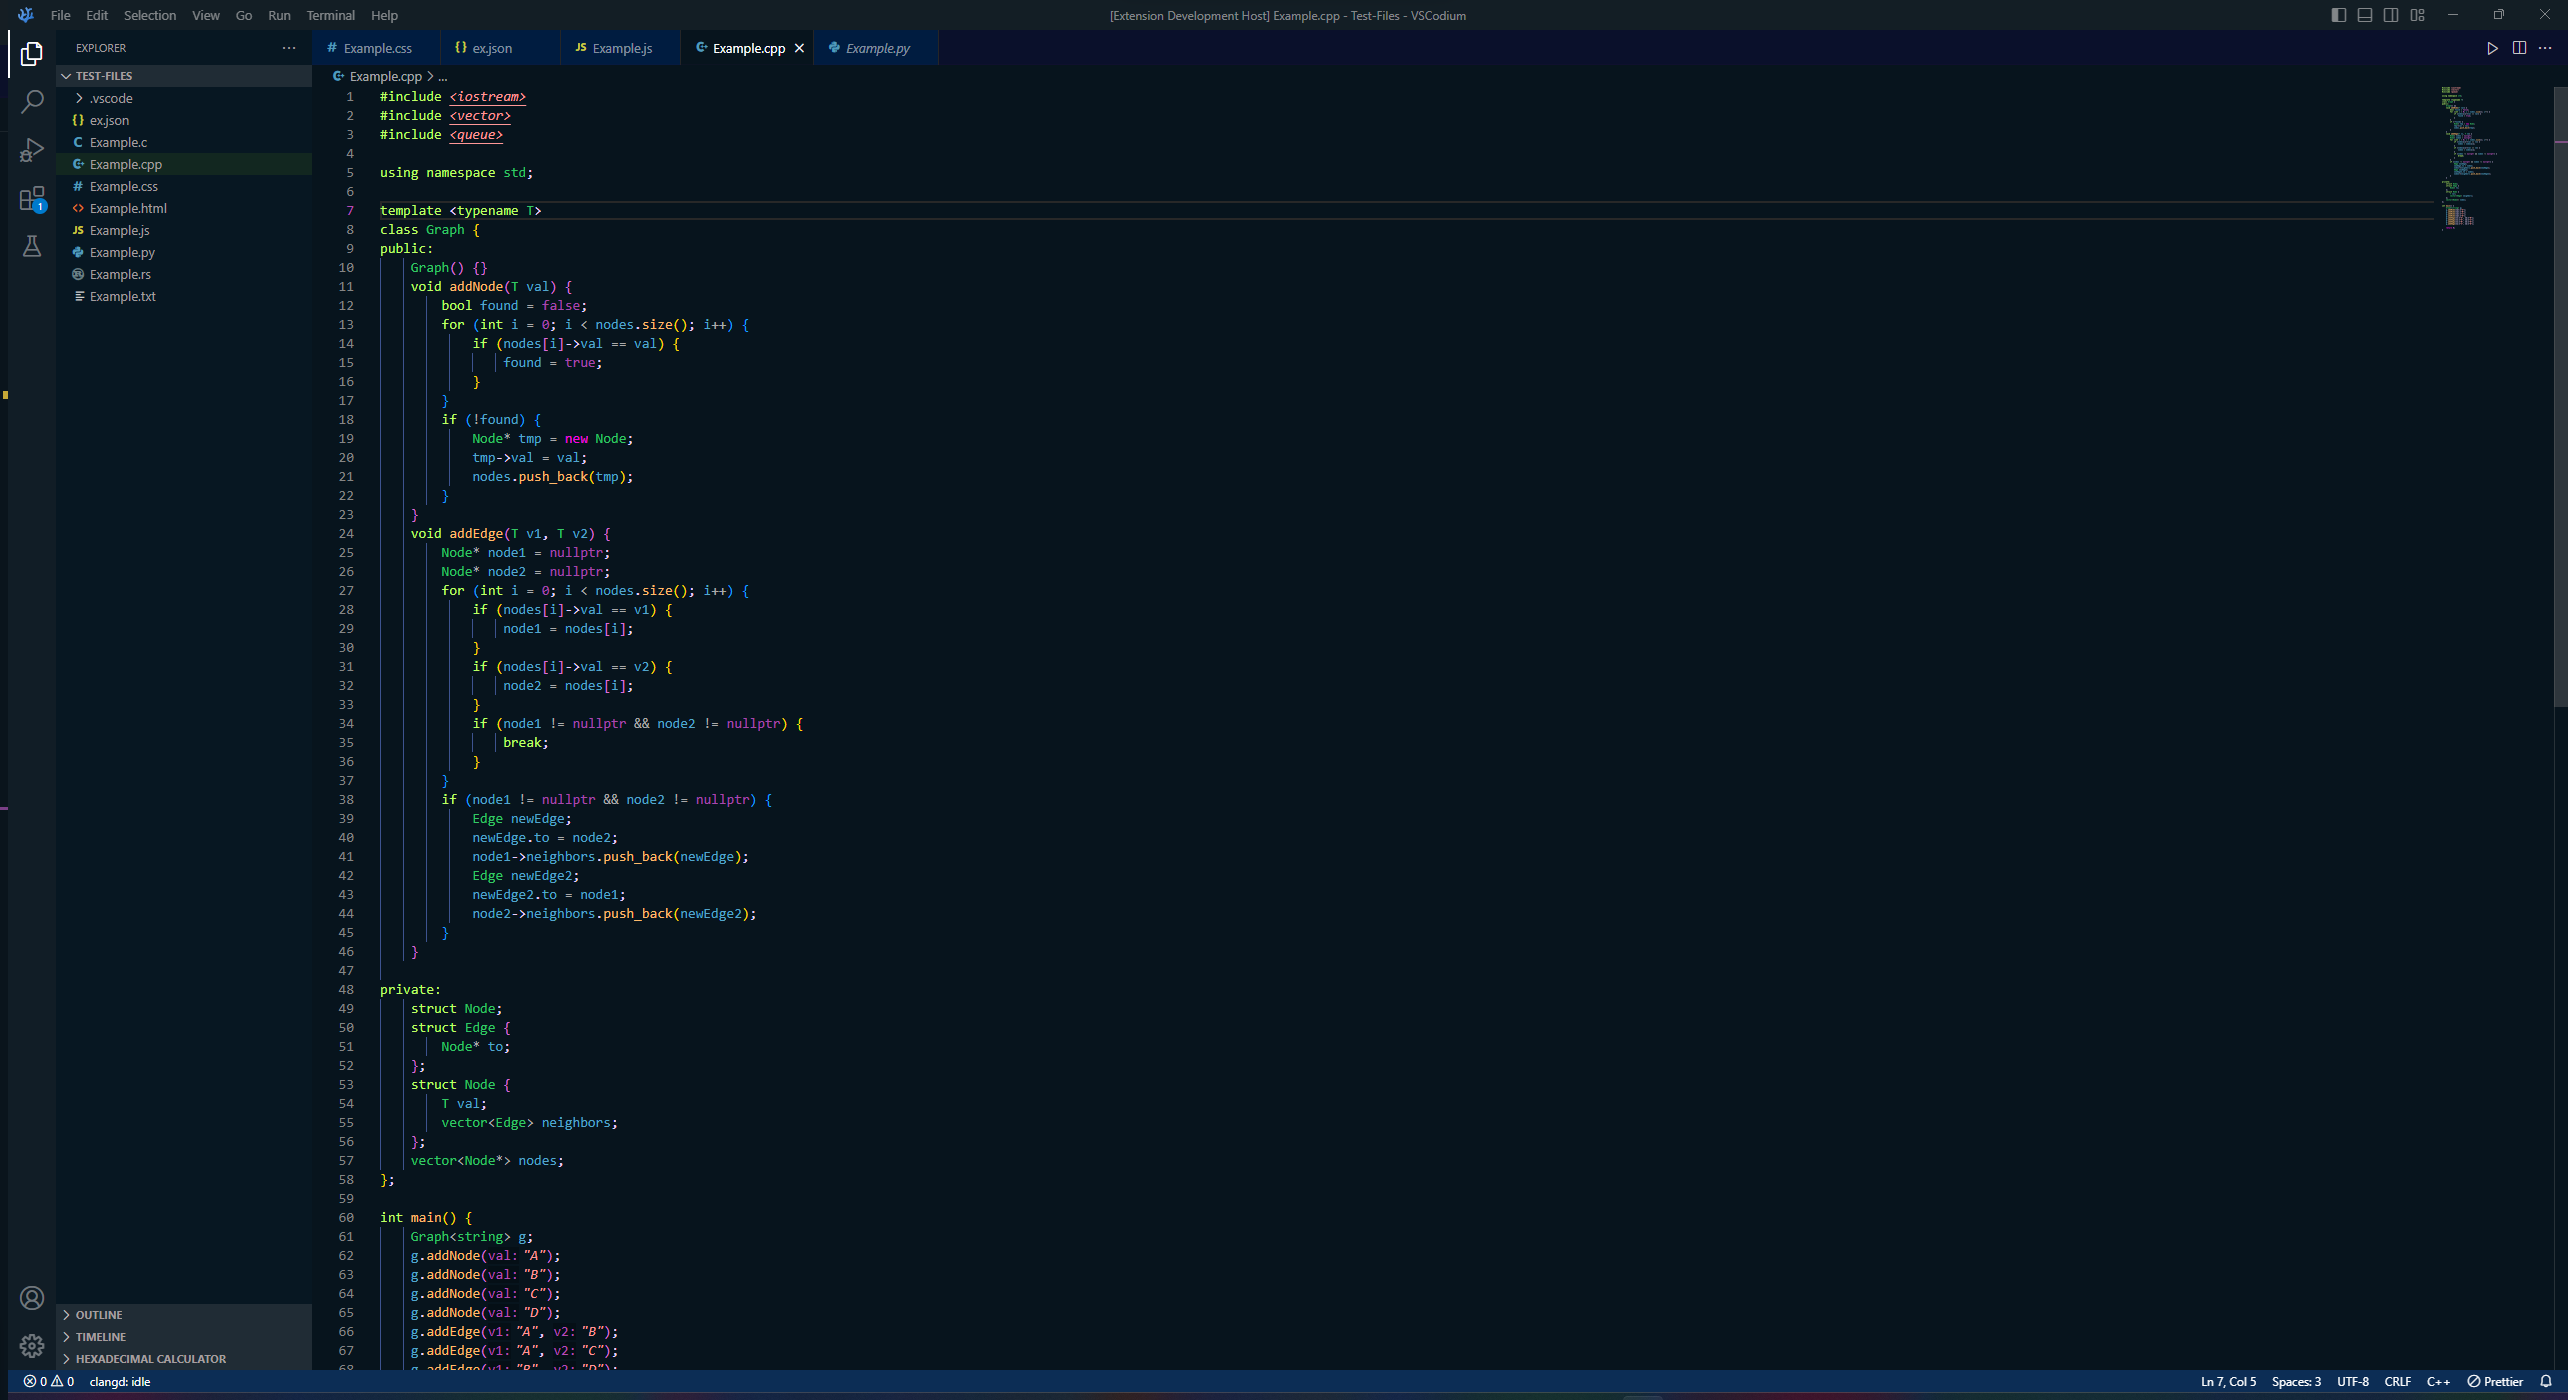 File Edit Selection View Go Run Terminal Help
[Extension Development Host] Example.cpp - Test-Files - VSCodium
EXPLORER
TEST-FILES
.vscode
{} ex.json
C Example.c
Example.cpp
# Example.css
<> Example.html
JS Example.js
Example.py
Example.rs
Example.txt
OUTLINE
TIMELINE
HEXADECIMAL CALCULATOR
1
# Example.css {} ex.json JS Example.js Example.cpp Example.py
Example.cpp > ...
1 #include <iostream>
2 #include <vector>
3 #include <queue>
4
5 using namespace std;
6
7 template <typename T>
8 class Graph {
9 public:
10 Graph() {}
11 void addNode(T val) {
12 bool found = false;
13 for (int i = 0; i < nodes.size(); i++) {
14 if (nodes[i]->val == val) {
15 found = true;
16 }
17 }
18 if (!found) {
19 Node* tmp = new Node;
20 tmp->val = val;
21 nodes.push_back(tmp);
22 }
23 }
24 void addEdge(T v1, T v2) {
25 Node* node1 = nullptr;
26 Node* node2 = nullptr;
27 for (int i = 0; i < nodes.size(); i++) {
28 if (nodes[i]->val == v1) {
29 node1 = nodes[i];
30 }
31 if (nodes[i]->val == v2) {
32 node2 = nodes[i];
33 }
34 if (node1 != nullptr && node2 != nullptr) {
35 break;
36 }
37 }
38 if (node1 != nullptr && node2 != nullptr) {
39 Edge newEdge;
40 newEdge.to = node2;
41 node1->neighbors.push_back(newEdge);
42 Edge newEdge2;
43 newEdge2.to = node1;
44 node2->neighbors.push_back(newEdge2);
45 }
46 }
47
48 private:
49 struct Node;
50 struct Edge {
51 Node* to;
52 };
53 struct Node {
54 T val;
55 vector<Edge> neighbors;
56 };
57 vector<Node*> nodes;
58 };
59
60 int main() {
61 Graph<string> g;
62 g.addNode(val: "A");
63 g.addNode(val: "B");
64 g.addNode(val: "C");
65 g.addNode(val: "D");
66 g.addEdge(v1: "A", v2: "B");
67 g.addEdge(v1: "A", v2: "C");
68 g.addEdge(v1: "B", v2: "D");
0 0 clangd: idle
Ln 7, Col 5 Spaces: 3 UTF-8 CRLF C++ Prettier